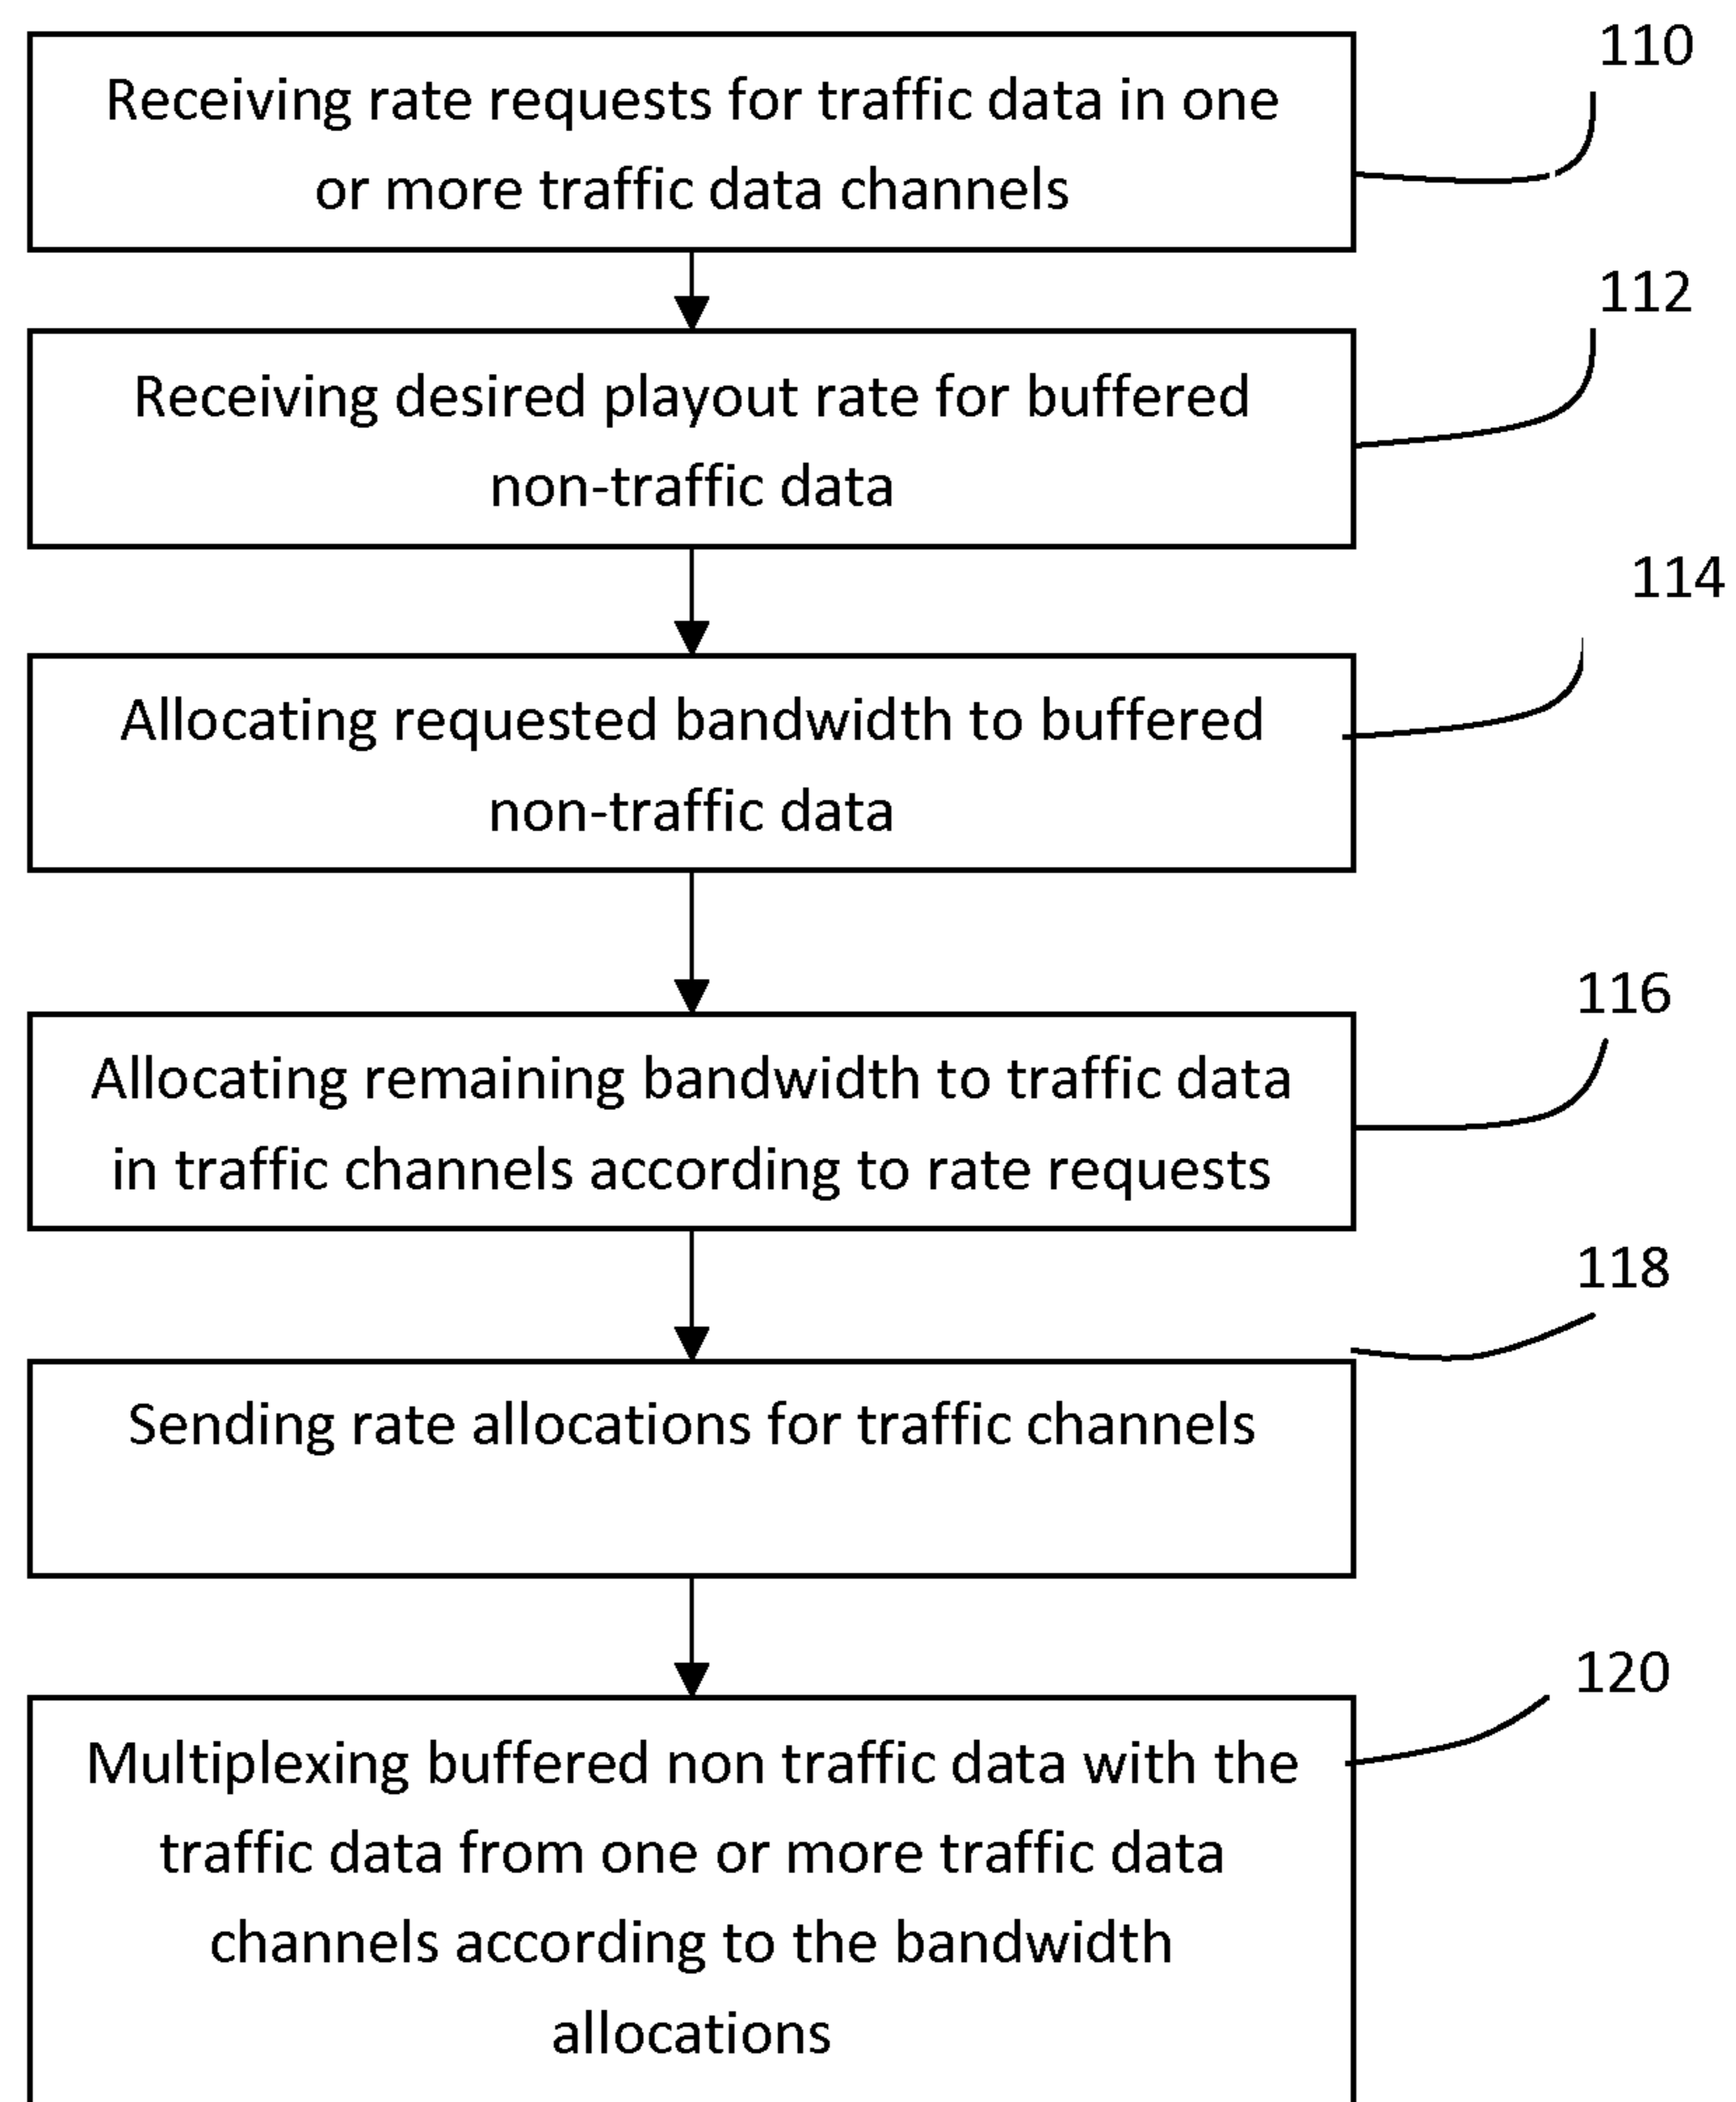 110
Receiving rate requests for traffic data in one
or more traffic data channels
112
Receiving desired playout rate for buffered
non-traffic data
114
Allocating requested bandwidth to buffered
non-traffic data
116
Allocating remaining bandwidth to traffic data
in traffic channels according to rate requests
118
Sending rate allocations for traffic channels
120
Multiplexing buffered non traffic data with the
traffic data from one or more traffic data
channels according to the bandwidth
allocations